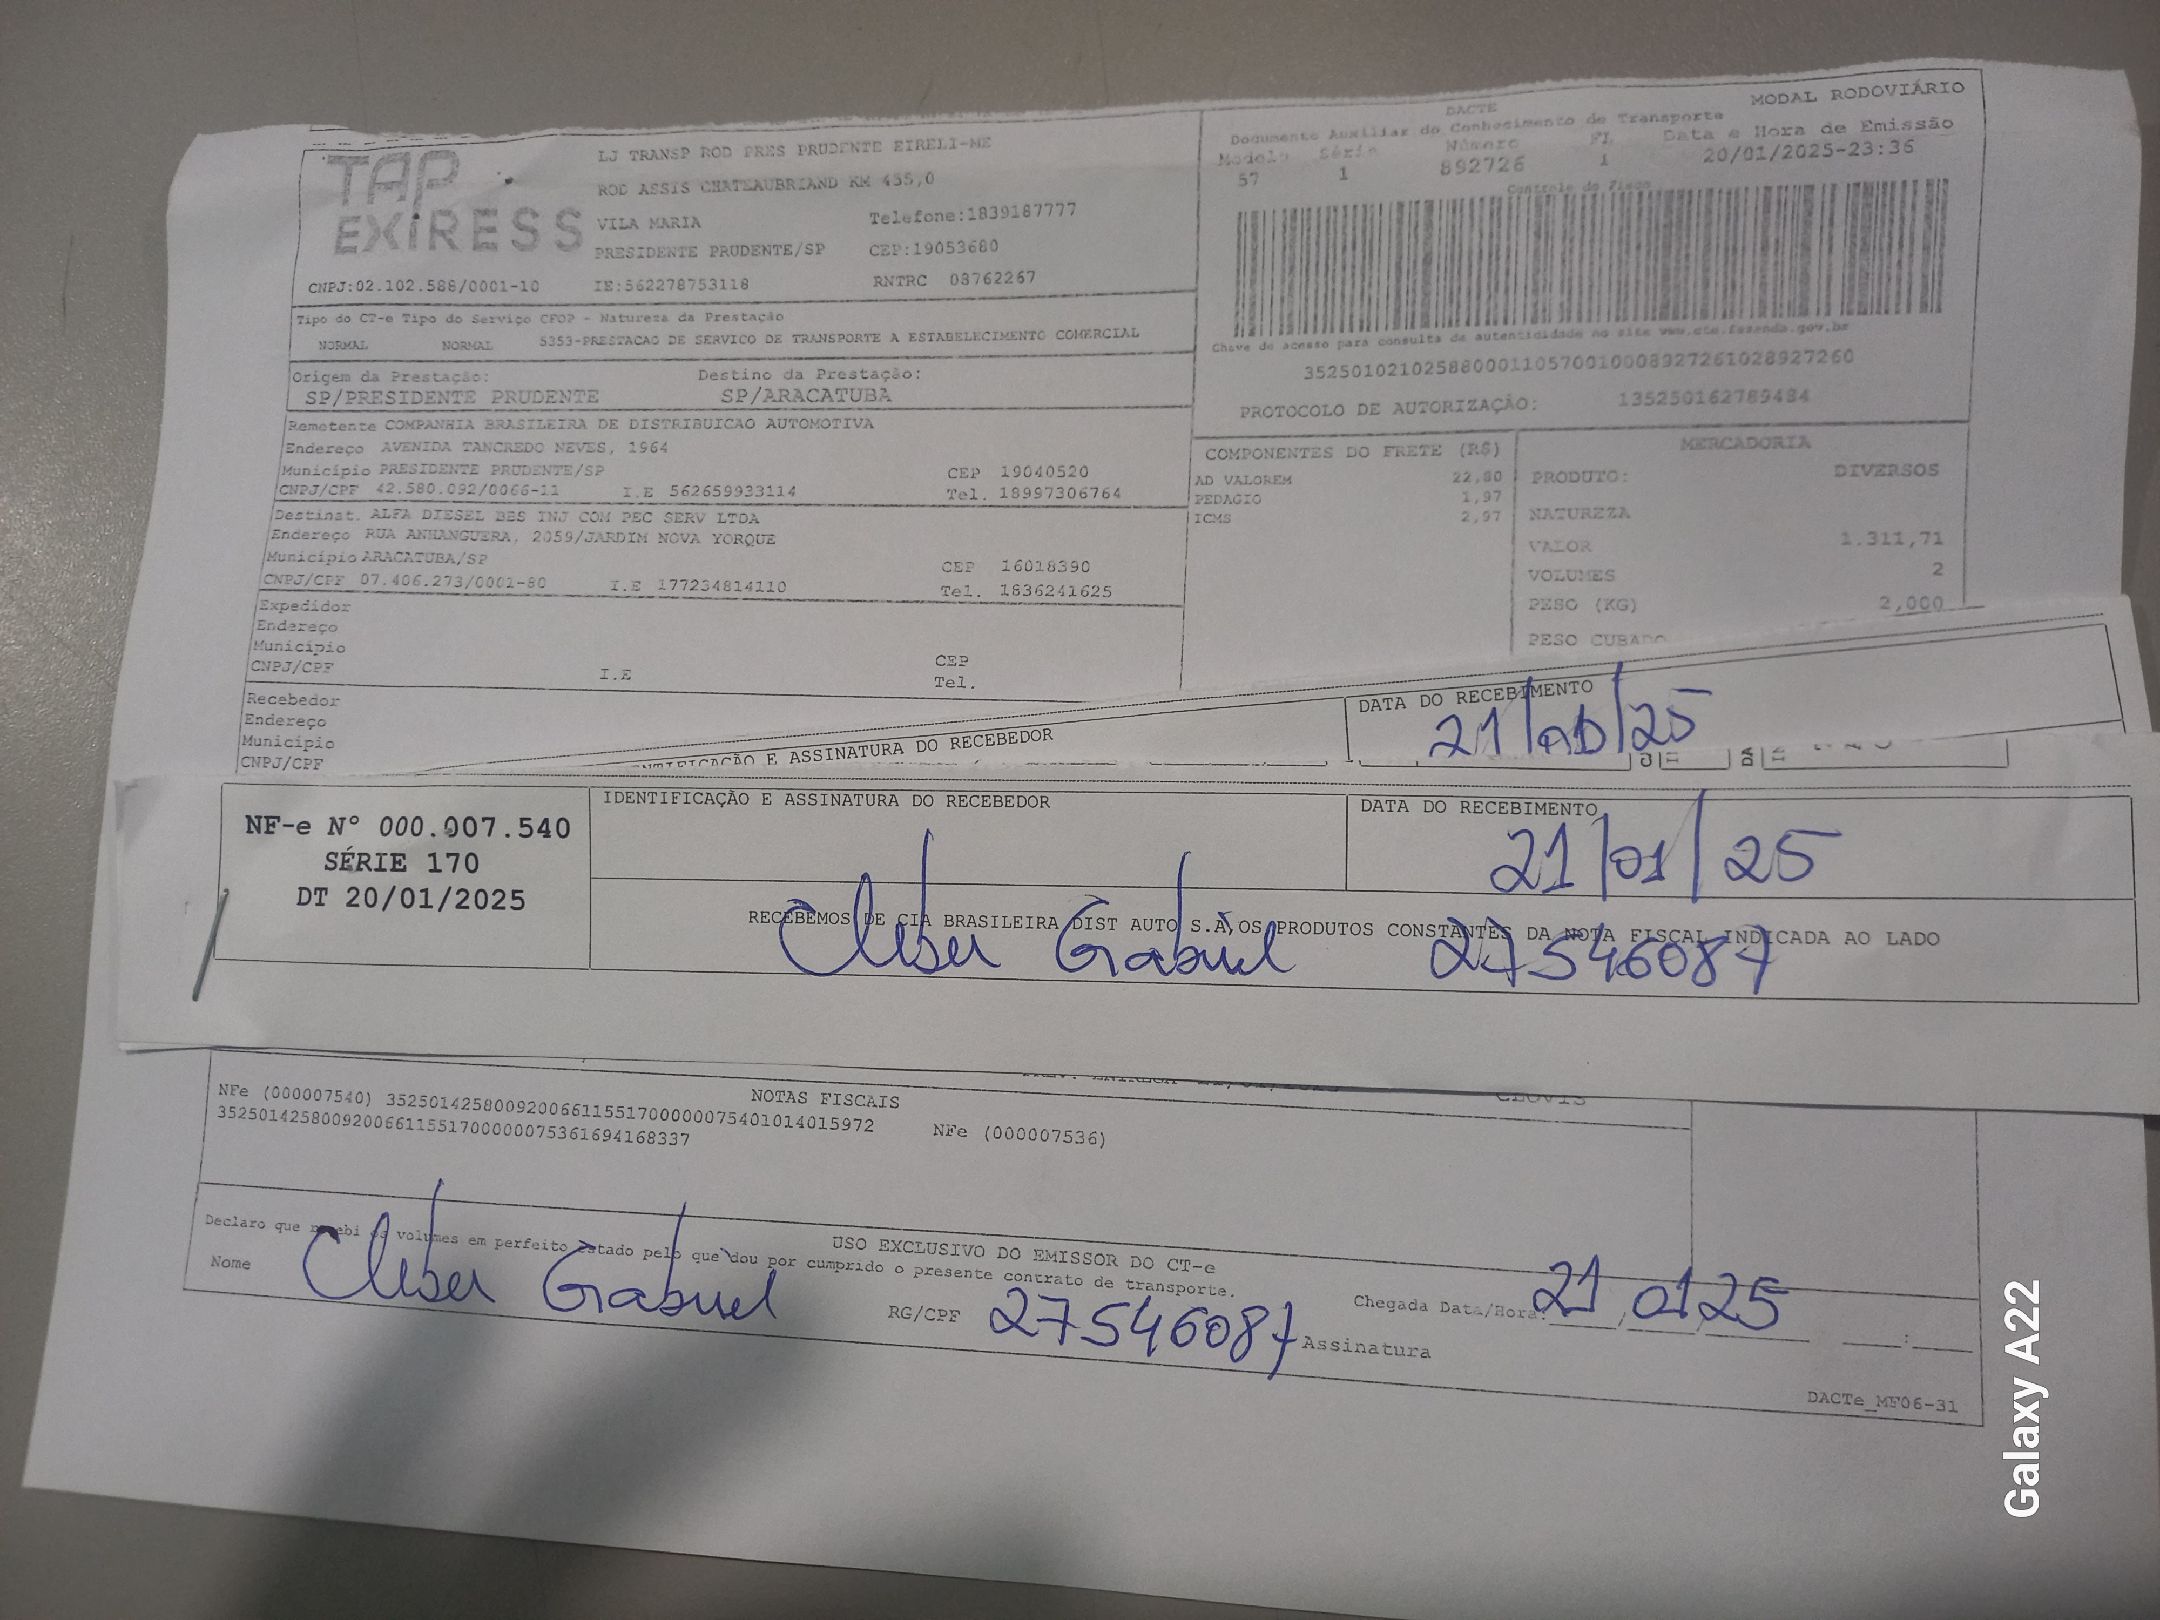 TAP
EXPRESS
LJ TRANSP ROD PRES PRUDENTE EIRELI-ME
ROD ASSIS CHATEAUBRIAND KM 455,0
VILA MARIA Telefone:1839187777
PRESIDENTE PRUDENTE/SP CEP:19053680
CNPJ:02.102.588/0001-10 IE:562278753118 RNTRC 08762267
DACTE MODAL RODOVIÁRIO
Documento Auxiliar do Conhecimento de Transporte
Modelo Série Número FL Data e Hora de Emissão
57 1 892726 1 20/01/2025-23:36
Controle do Fisco
Chave de acesso para consulta de autenticidade no site www.cte.fazenda.gov.br
35250102102588000110570010008927261028927260
PROTOCOLO DE AUTORIZAÇÃO: 135250162789484
Tipo do CT-e Tipo do Serviço CFOP - Natureza da Prestação
NORMAL NORMAL 5353-PRESTACAO DE SERVICO DE TRANSPORTE A ESTABELECIMENTO COMERCIAL
Origem da Prestação: Destino da Prestação:
SP/PRESIDENTE PRUDENTE SP/ARACATUBA
Remetente COMPANHIA BRASILEIRA DE DISTRIBUICAO AUTOMOTIVA
Endereço AVENIDA TANCREDO NEVES, 1964
Município PRESIDENTE PRUDENTE/SP CEP 19040520
CNPJ/CPF 42.580.092/0066-11 I.E 562659933114 Tel. 18997306764
Destinat. ALFA DIESEL BES INJ COM PEC SERV LTDA
Endereço RUA ANHANGUERA, 2059/JARDIM NOVA YORQUE
Município ARACATUBA/SP CEP 16018390
CNPJ/CPF 07.406.273/0001-80 I.E 177234814110 Tel. 1836241625
Expedidor
Endereço
Município CEP
CNPJ/CPF I.E Tel.
Recebedor
Endereço
Município
CNPJ/CPF
COMPONENTES DO FRETE (R$)
AD VALOREM 22,80
PEDAGIO 1,97
ICMS 2,97
MERCADORIA
PRODUTO: DIVERSOS
NATUREZA
VALOR 1.311,71
VOLUMES 2
PESO (KG) 2,000
PESO CUBADO
E ASSINATURA DO RECEBEDOR
DATA DO RECEBIMENTO
21/01/25
NF-e Nº 000.007.540
SÉRIE 170
DT 20/01/2025
IDENTIFICAÇÃO E ASSINATURA DO RECEBEDOR
DATA DO RECEBIMENTO
21/01/25
RECEBEMOS DE CIA BRASILEIRA DIST AUTO S.A, OS PRODUTOS CONSTANTES DA NOTA FISCAL INDICADA AO LADO
Cleber Gabriel 27546087
CLOVIS
NOTAS FISCAIS
NFe (000007540) 35250142580092006611551700000075401014015972 NFe (000007536)
35250142580092006611551700000075361694168337
USO EXCLUSIVO DO EMISSOR DO CT-e
Declaro que recebi os volumes em perfeito estado pelo que dou por cumprido o presente contrato de transporte.
Nome Cleber Gabriel RG/CPF 27546087 Assinatura
Chegada Data/Hora: 21 01 25 :
DACTe_MF06-31
Galaxy A22